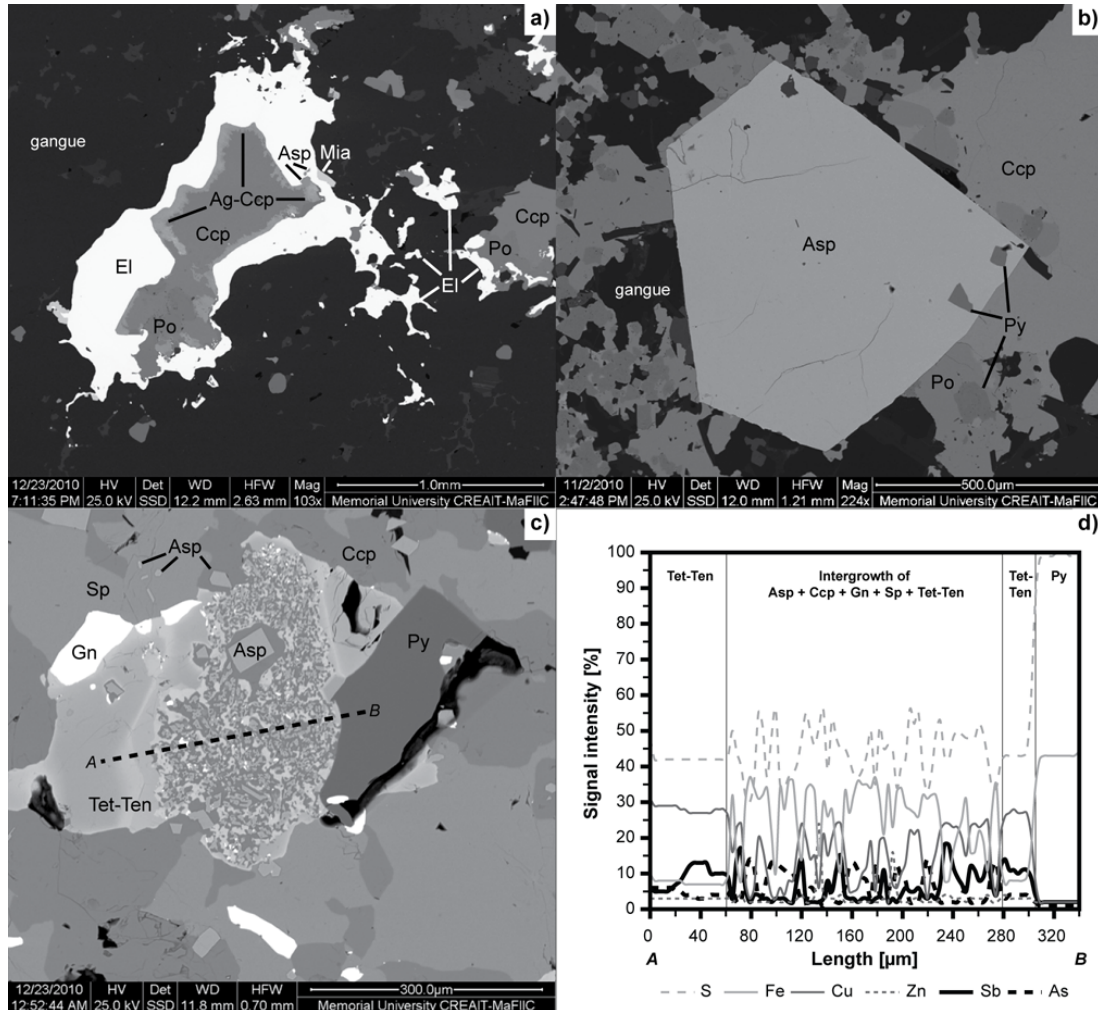 a)
gangue
Asp
Mia
Ag-Ccp
Ccp
Ccp
El
Po
El
Po
12/23/2010 HV Det WD HFW Mag 1.0mm
7:11:35 PM 25.0 kV SSD 12.2 mm 2.63 mm 103x Memorial University CREAIT-MaFIIC
b)
Ccp
Asp
gangue
Py
Po
11/2/2010 HV Det WD HFW Mag 500.0µm
2:47:48 PM 25.0 kV SSD 12.0 mm 1.21 mm 224x Memorial University CREAIT-MaFIIC
c)
Asp
Ccp
Sp
Gn
Asp
Py
A
B
Tet-Ten
12/23/2010 HV Det WD HFW 300.0µm
12:52:44 AM 25.0 kV SSD 11.8 mm 0.70 mm Memorial University CREAIT-MaFIIC
d)
Tet-Ten
Intergrowth of
Asp + Ccp + Gn + Sp + Tet-Ten
Tet-
Ten
Py
Signal intensity [%]
100
90
80
70
60
50
40
30
20
10
0
0 40 80 120 160 200 240 280 320
A Length [µm] B
S Fe Cu Zn Sb As